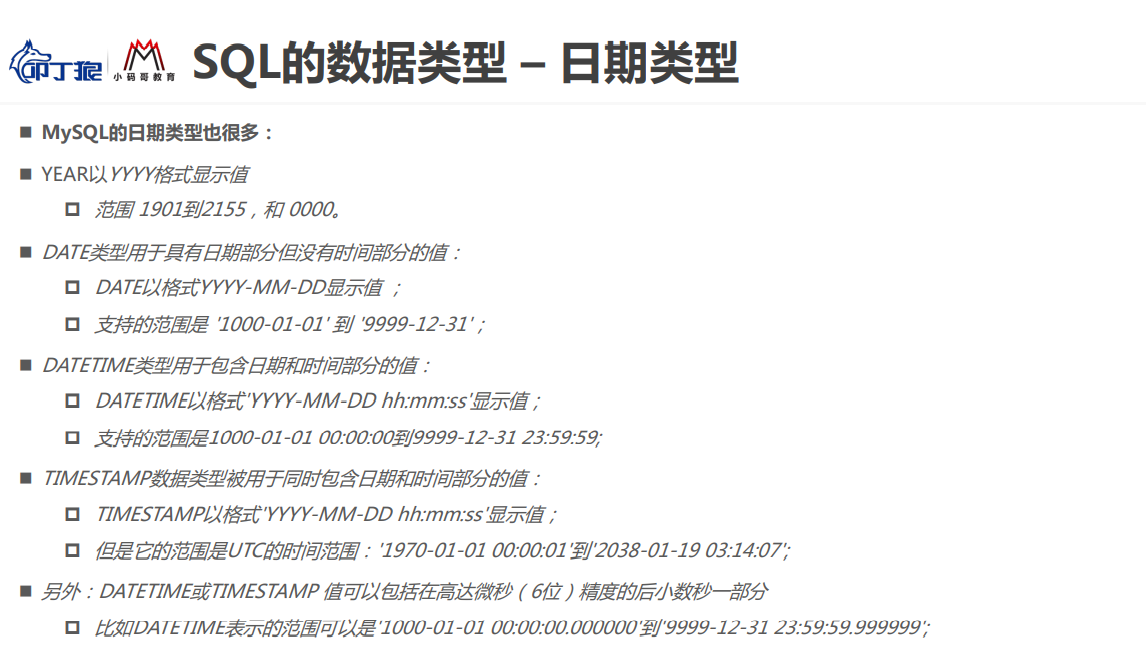 叩丁狼
小码哥教育
SQL的数据类型 – 日期类型
MySQL的日期类型也很多：
YEAR以YYYY格式显示值
范围 1901到2155，和 0000。
DATE类型用于具有日期部分但没有时间部分的值：
DATE以格式YYYY-MM-DD显示值 ；
支持的范围是 '1000-01-01' 到 '9999-12-31'；
DATETIME类型用于包含日期和时间部分的值：
DATETIME以格式'YYYY-MM-DD hh:mm:ss'显示值；
支持的范围是1000-01-01 00:00:00到9999-12-31 23:59:59;
TIMESTAMP数据类型被用于同时包含日期和时间部分的值：
TIMESTAMP以格式'YYYY-MM-DD hh:mm:ss'显示值；
但是它的范围是UTC的时间范围：'1970-01-01 00:00:01'到'2038-01-19 03:14:07';
另外：DATETIME或TIMESTAMP 值可以包括在高达微秒（6位）精度的后小数秒一部分
比如DATETIME表示的范围可以是'1000-01-01 00:00:00.000000'到'9999-12-31 23:59:59.999999';